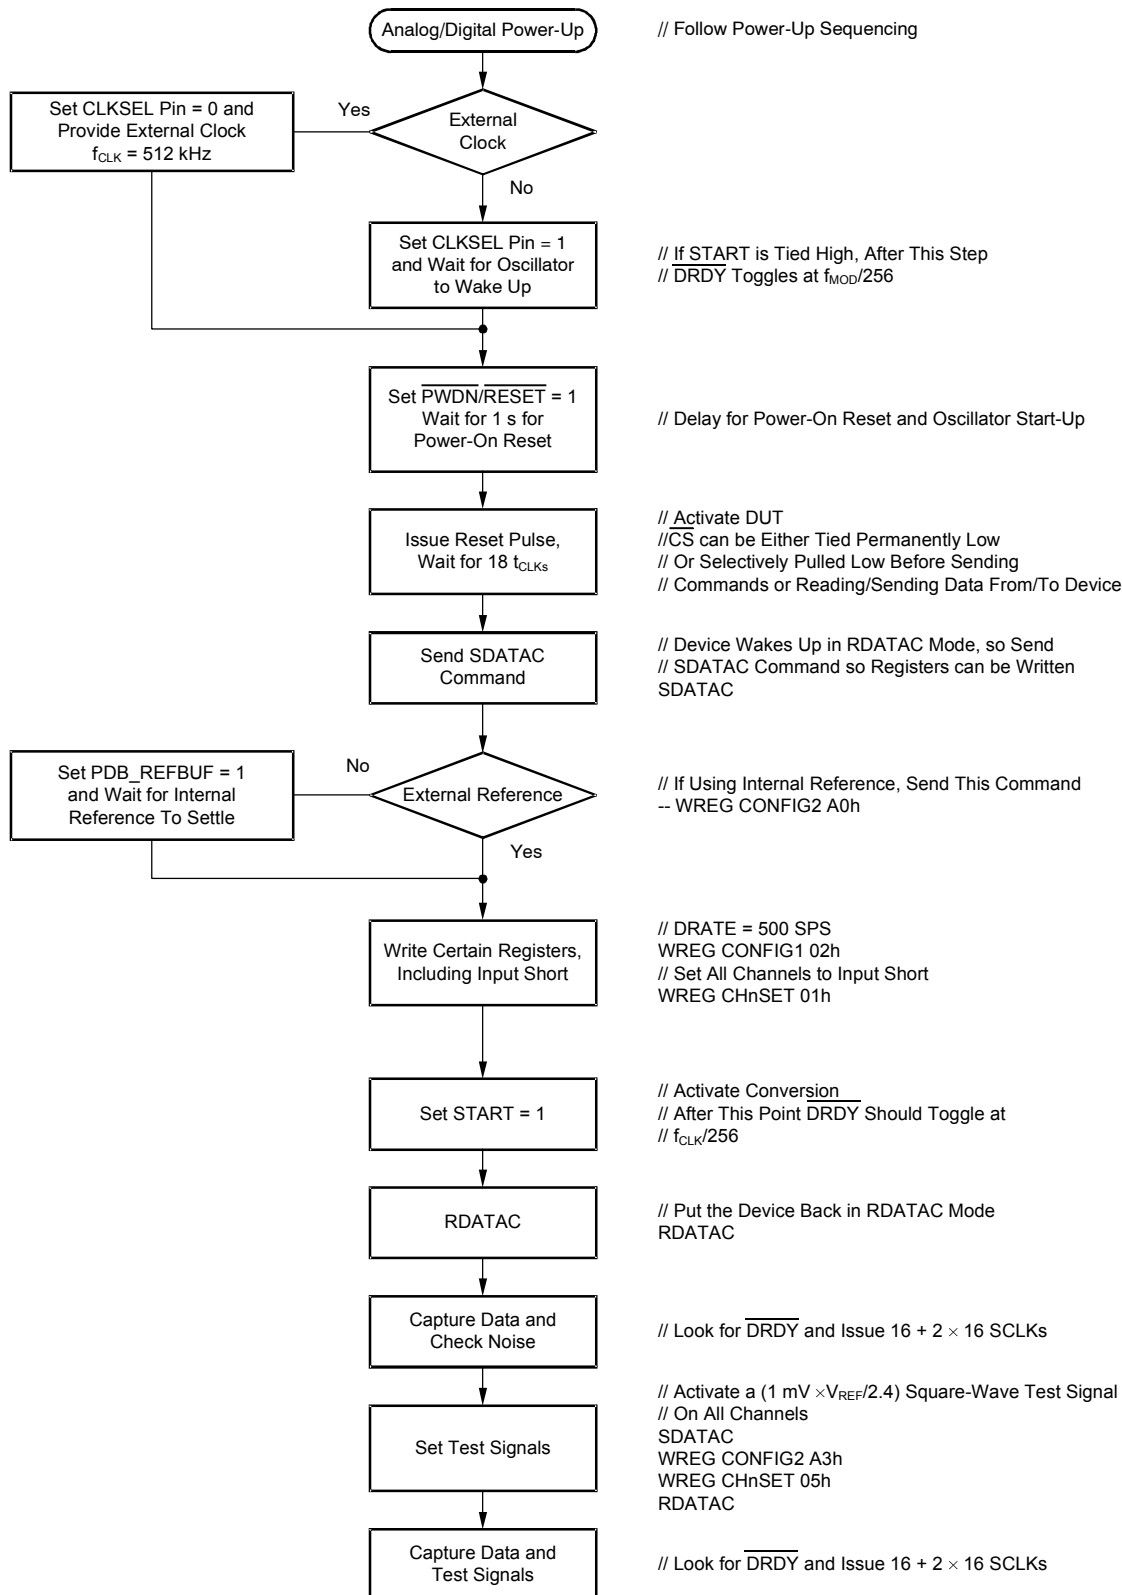 Analog/Digital Power-Up
// Follow Power-Up Sequencing
Set CLKSEL Pin = 0 and
Provide External Clock
fCLK = 512 kHz
Yes
External
Clock
No
Set CLKSEL Pin = 1
and Wait for Oscillator
to Wake Up
// If START is Tied High, After This Step
// D̅R̅D̅Y̅ Toggles at fMOD/256
Set P̅W̅D̅N̅/R̅E̅S̅E̅T̅ = 1
Wait for 1 s for
Power-On Reset
// Delay for Power-On Reset and Oscillator Start-Up
Issue Reset Pulse,
Wait for 18 tCLKs
// Activate DUT
//C̅S̅ can be Either Tied Permanently Low
// Or Selectively Pulled Low Before Sending
// Commands or Reading/Sending Data From/To Device
Send SDATAC
Command
// Device Wakes Up in RDATAC Mode, so Send
// SDATAC Command so Registers can be Written
SDATAC
Set PDB_REFBUF = 1
and Wait for Internal
Reference To Settle
No
External Reference
Yes
// If Using Internal Reference, Send This Command
-- WREG CONFIG2 A0h
Write Certain Registers,
Including Input Short
// DRATE = 500 SPS
WREG CONFIG1 02h
// Set All Channels to Input Short
WREG CHnSET 01h
Set START = 1
// Activate Conversion
// After This Point D̅R̅D̅Y̅ Should Toggle at
// fCLK/256
RDATAC
// Put the Device Back in RDATAC Mode
RDATAC
Capture Data and
Check Noise
// Look for D̅R̅D̅Y̅ and Issue 16 + 2 × 16 SCLKs
Set Test Signals
// Activate a (1 mV ×VREF/2.4) Square-Wave Test Signal
// On All Channels
SDATAC
WREG CONFIG2 A3h
WREG CHnSET 05h
RDATAC
Capture Data and
Test Signals
// Look for D̅R̅D̅Y̅ and Issue 16 + 2 × 16 SCLKs